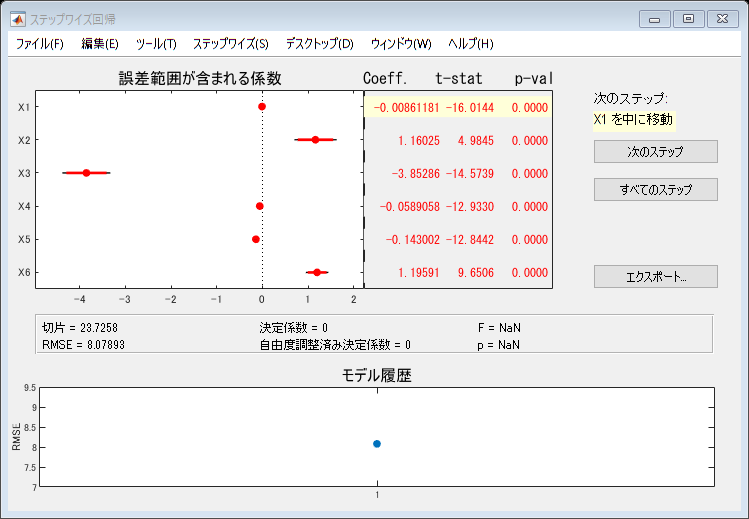 ステップワイズ回帰
ファイル(F) 編集(E) ツール(T) ステップワイズ(S) デスクトップ(D) ウィンドウ(W) ヘルプ(H)
誤差範囲が含まれる係数 Coeff. t-stat p-val
X1 -0.00861181 -16.0144 0.0000
X2 1.16025 4.9845 0.0000
X3 -3.85286 -14.5739 0.0000
X4 -0.0589058 -12.9330 0.0000
X5 -0.143002 -12.8442 0.0000
X6 1.19591 9.6506 0.0000
-4 -3 -2 -1 0 1 2
次のステップ:
X1 を中に移動
次のステップ
すべてのステップ
エクスポート...
切片 = 23.7258 決定係数 = 0 F = NaN
RMSE = 8.07893 自由度調整済み決定係数 = 0 p = NaN
モデル履歴
RMSE
9.5
9
8.5
8
7.5
7
1